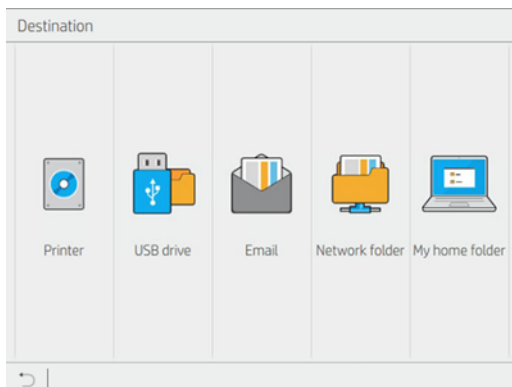 Destination
Printer
USB drive
Email
Network folder
My home folder